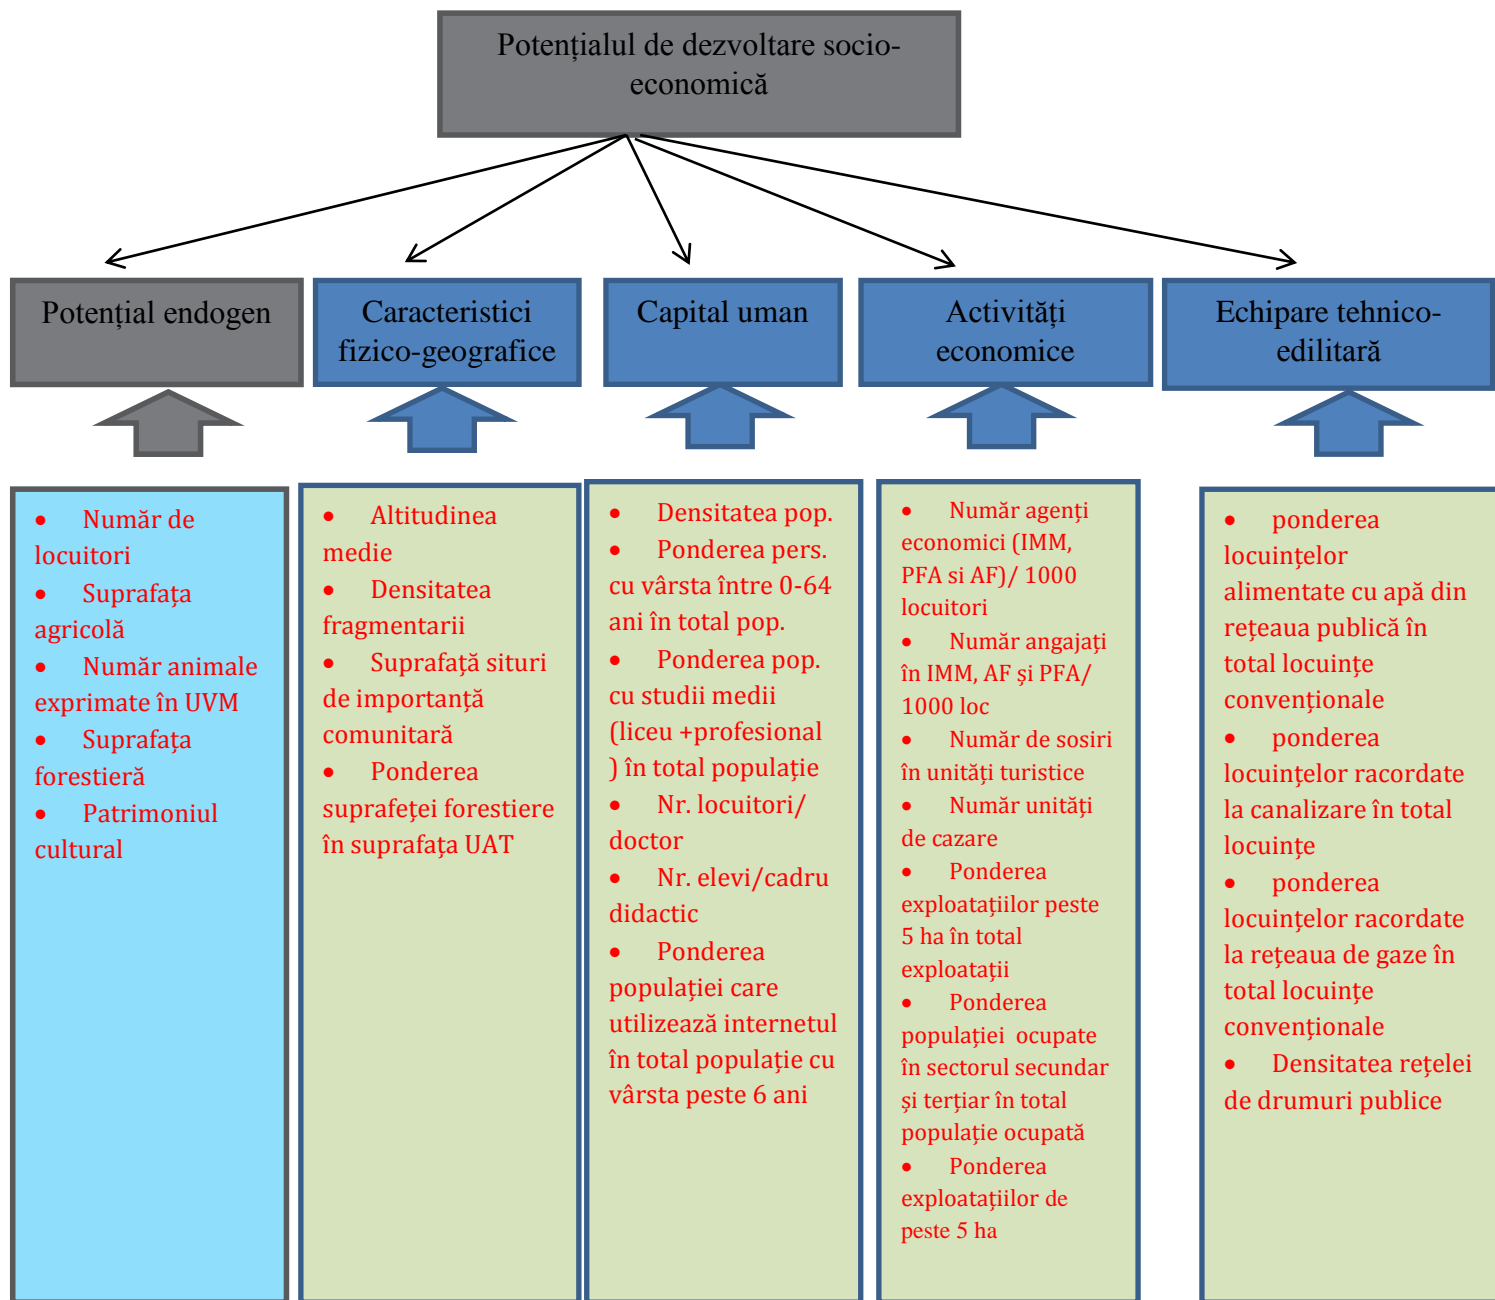 Potențialul de dezvoltare socio-
economică
Potențial endogen
Caracteristici
fizico-geografice
Capital uman
Activități
economice
Echipare tehnico-
edilitară
• Număr de
locuitori
• Suprafața
agricolă
• Număr animale
exprimate în UVM
• Suprafața
forestieră
• Patrimoniul
cultural
• Altitudinea
medie
• Densitatea
fragmentarii
• Suprafață situri
de importanță
comunitară
• Ponderea
suprafeței forestiere
în suprafața UAT
• Densitatea pop.
• Ponderea pers.
cu vârsta între 0-64
ani în total pop.
• Ponderea pop.
cu studii medii
(liceu +profesional
) în total populație
• Nr. locuitori/
doctor
• Nr. elevi/cadru
didactic
• Ponderea
populației care
utilizează internetul
în total populație cu
vârsta peste 6 ani
• Număr agenți
economici (IMM,
PFA si AF)/ 1000
locuitori
• Număr angajați
în IMM, AF și PFA/
1000 loc
• Număr de sosiri
în unități turistice
• Număr unități
de cazare
• Ponderea
exploatațiilor peste
5 ha în total
exploatații
• Ponderea
populației ocupate
în sectorul secundar
și terțiar în total
populație ocupată
• Ponderea
exploatațiilor de
peste 5 ha
• ponderea
locuințelor
alimentate cu apă din
rețeaua publică în
total locuințe
convenționale
• ponderea
locuințelor racordate
la canalizare în total
locuințe
• ponderea
locuințelor racordate
la rețeaua de gaze în
total locuințe
convenționale
• Densitatea rețelei
de drumuri publice